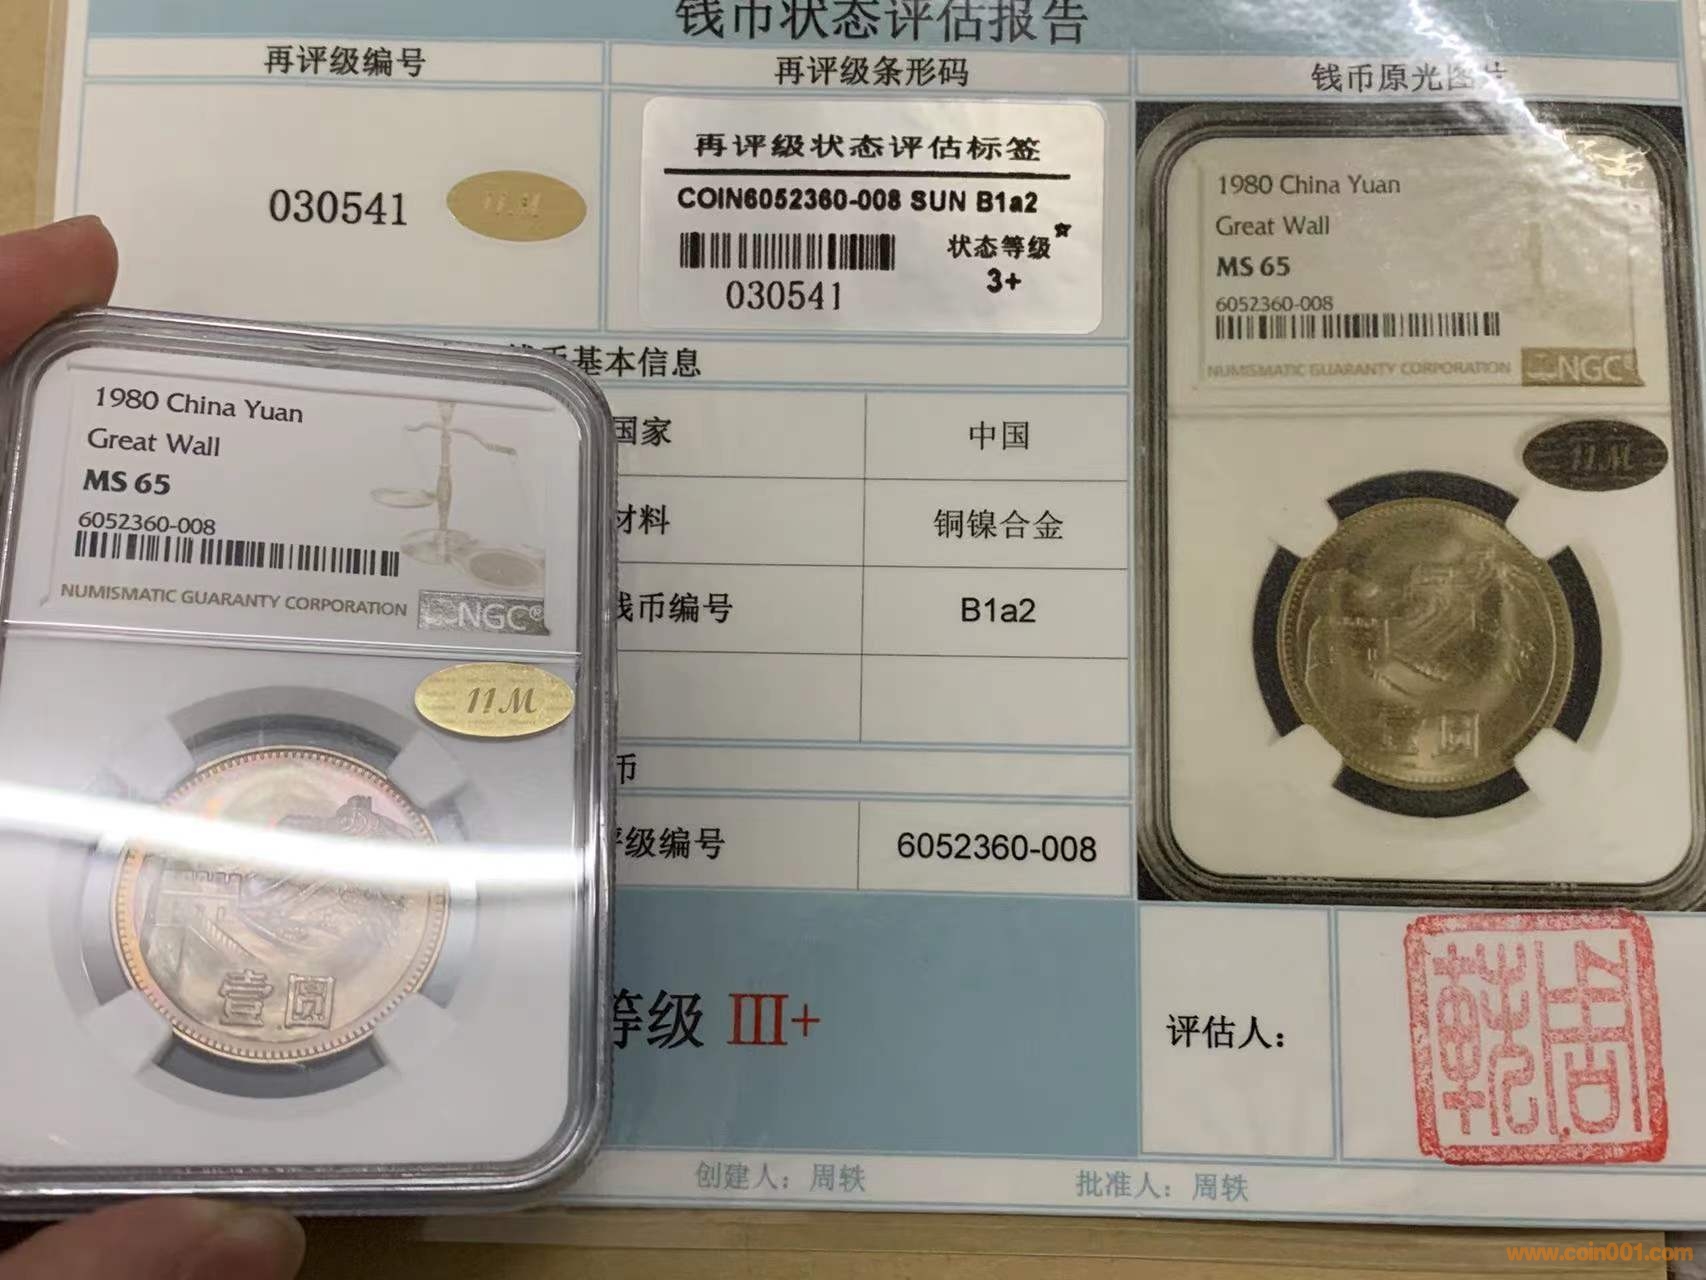 钱币状态评估报告
再评级编号
再评级条形码
钱币原光图片
030541
11.M
再评级状态评估标签
COIN6052360-008 SUN B1a2
状态等级☆
3+
030541
1980 China Yuan
Great Wall
MS 65
6052360-008
NUMISMATIC GUARANTY CORPORATION
NGC®
11.M
壹圆
基本信息
国家
中国
材料
铜镍合金
钱币编号
B1a2
币
评级编号
6052360-008
等级 III+
评估人:
创建人: 周轶
批准人: 周轶
1980 China Yuan
Great Wall
MS 65
6052360-008
NUMISMATIC GUARANTY CORPORATION
NGC®
11.M
壹圆
www.coin001.com